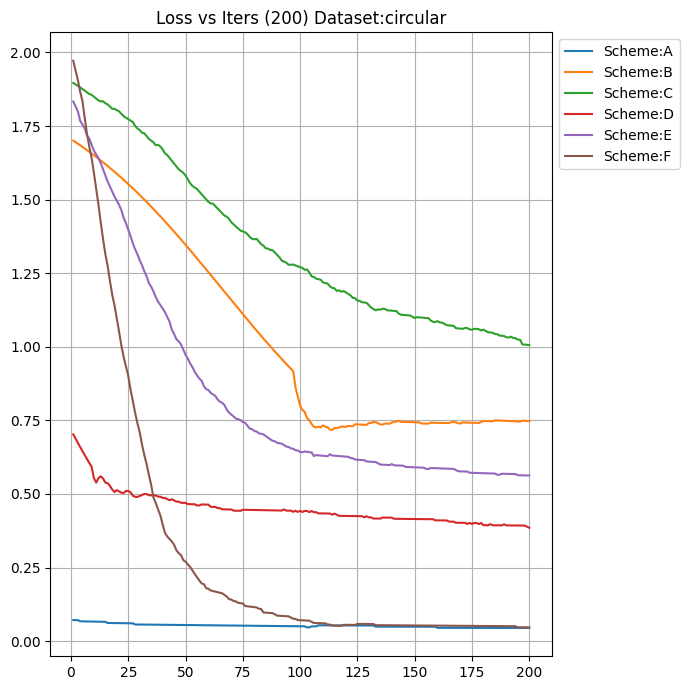 Loss vs Iters (200) Dataset:circular
2.00
1.75
1.50
1.25
1.00
0.75
0.50
0.25
0.00
0 25 50 75 100 125 150 175 200
Scheme:A
Scheme:B
Scheme:C
Scheme:D
Scheme:E
Scheme:F